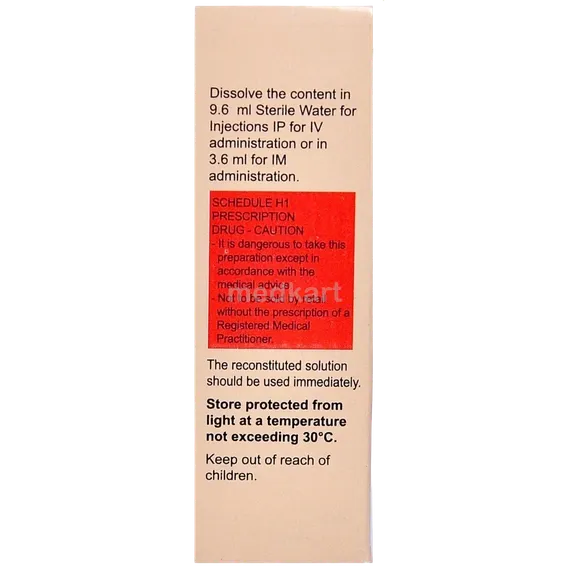 Dissolve the content in
9.6 ml Sterile Water for
Injections IP for IV
administration or in
3.6 ml for IM
administration.
SCHEDULE H1
PRESCRIPTION
DRUG - CAUTION
- It is dangerous to take this
preparation except in
accordance with the
medical advice
medkart
- Not to be sold by retail
without the prescription of a
Registered Medical
Practitioner.
The reconstituted solution
should be used immediately.
Store protected from
light at a temperature
not exceeding 30°C.
Keep out of reach of
children.